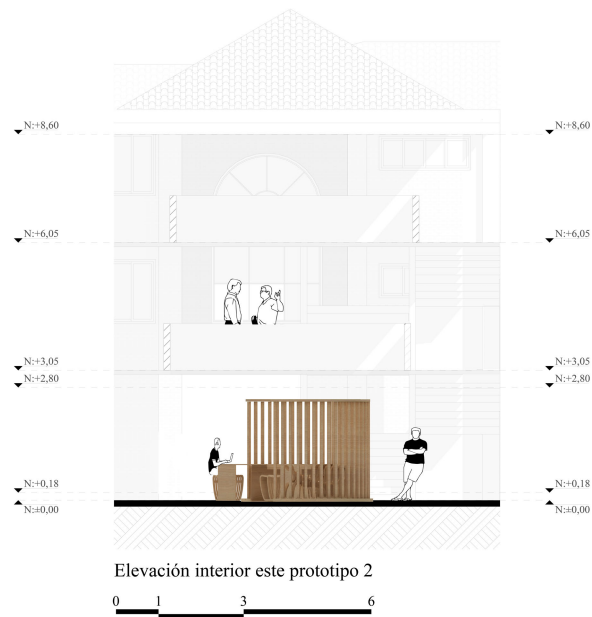 N:+8,60 N:+8,60
N:+6,05 N:+6,05
N:+3,05 N:+3,05
N:+2,80 N:+2,80
N:+0,18 N:+0,18
N:±0,00 N:±0,00
Elevación interior este prototipo 2
0 1 3 6